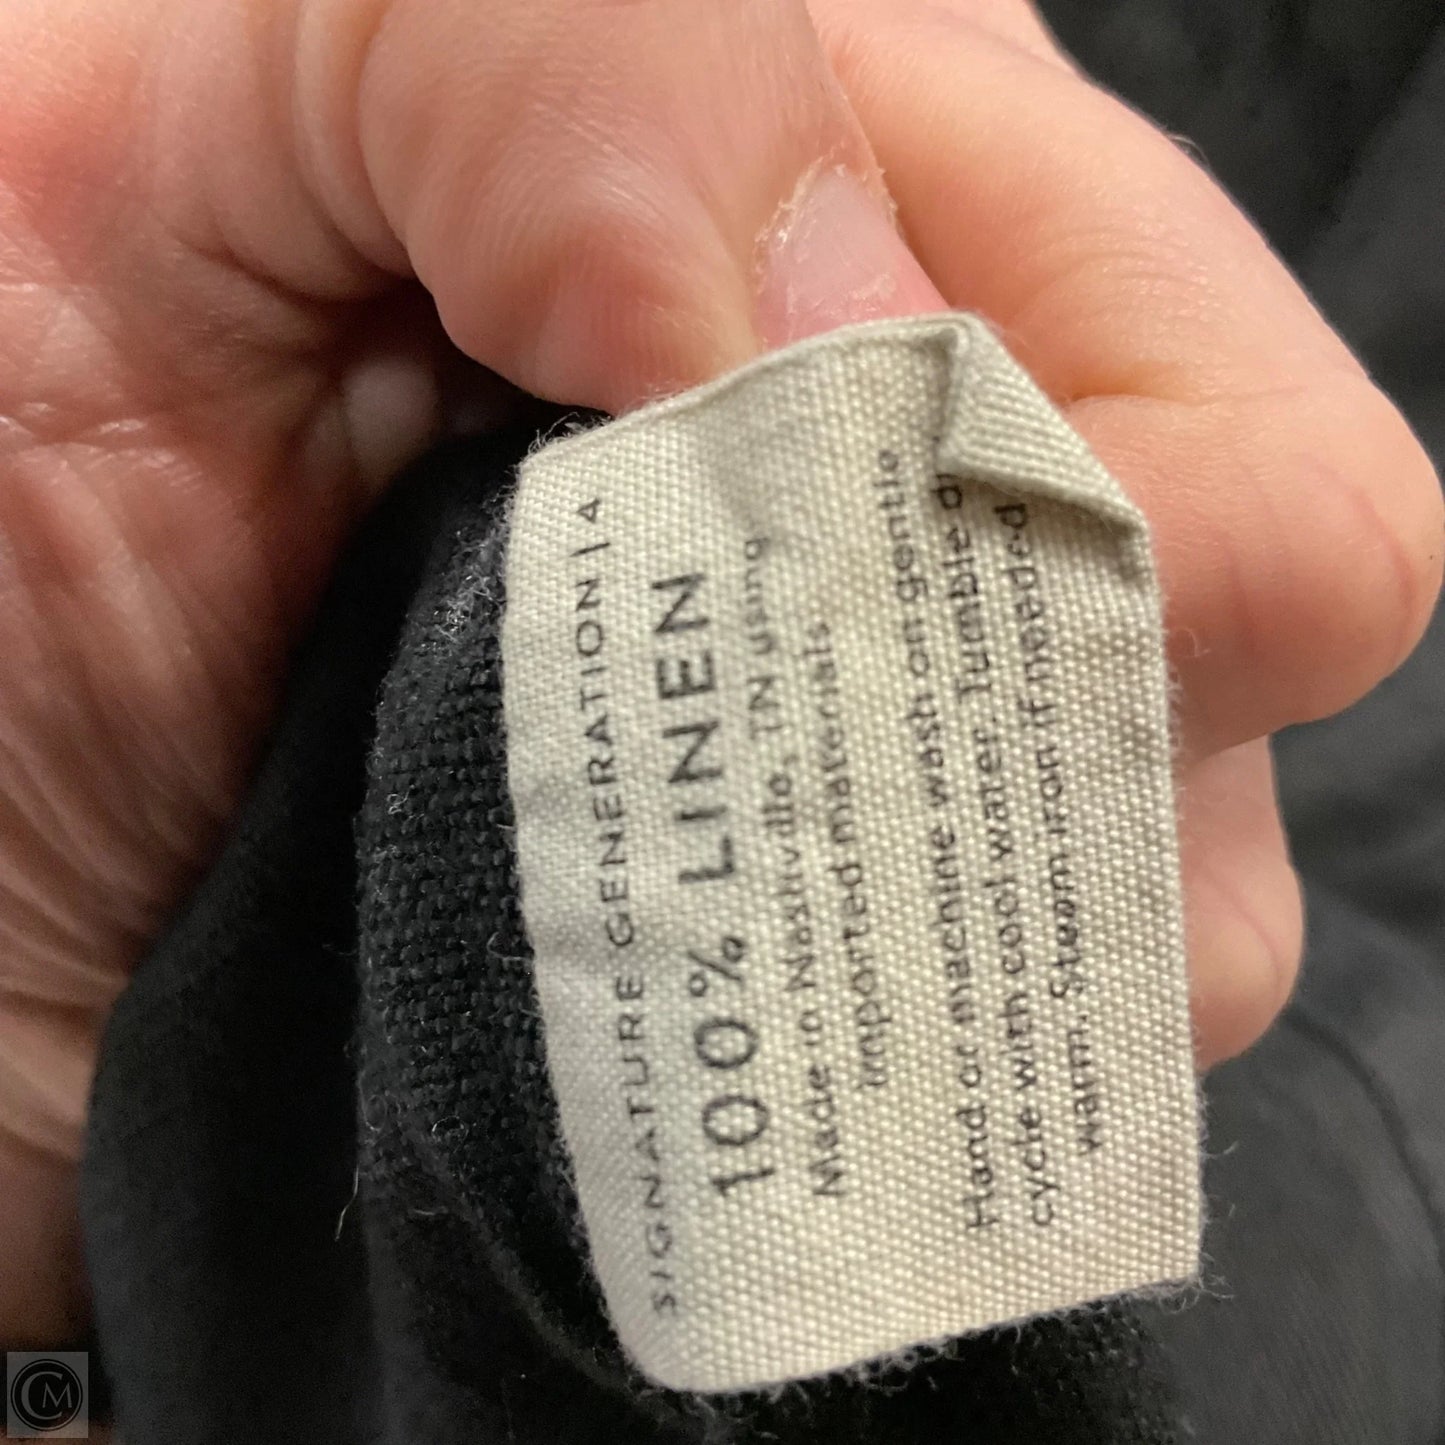 SIGNATURE GENERATION | 4
100% LINEN
Made in Nashville, TN using
imported materials
Hand or machine wash on gentle
cycle with cool water. Tumble
warm. Steam iron if needed
CM